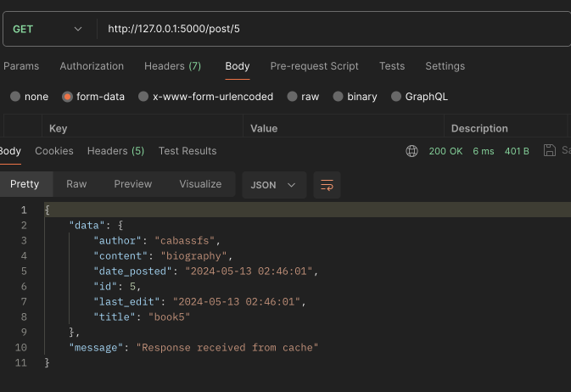 GET http://127.0.0.1:5000/post/5
Params Authorization Headers (7) Body Pre-request Script Tests Settings
none form-data x-www-form-urlencoded raw binary GraphQL
Key Value Description
Body Cookies Headers (5) Test Results 200 OK 6 ms 401 B
Pretty Raw Preview Visualize JSON
1 {
2 "data": {
3 "author": "cabassfs",
4 "content": "biography",
5 "date_posted": "2024-05-13 02:46:01",
6 "id": 5,
7 "last_edit": "2024-05-13 02:46:01",
8 "title": "book5"
9 },
10 "message": "Response received from cache"
11 }